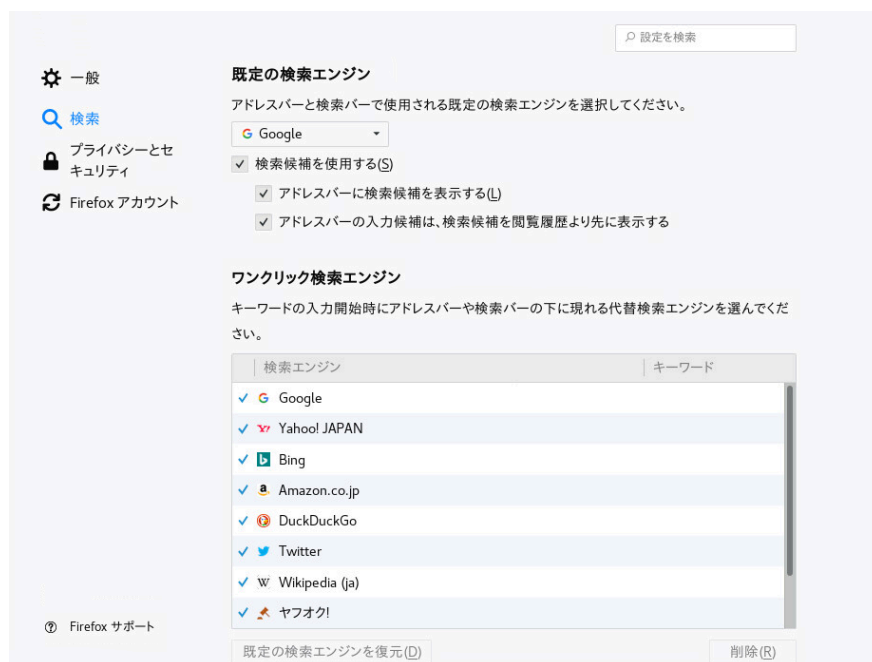 設定を検索
一般
検索
プライバシーとセ
キュリティ
Firefox アカウント
Firefox サポート
既定の検索エンジン
アドレスバーと検索バーで使用される既定の検索エンジンを選択してください。
Google
検索候補を使用する(S)
アドレスバーに検索候補を表示する(L)
アドレスバーの入力候補は、検索候補を閲覧履歴より先に表示する
ワンクリック検索エンジン
キーワードの入力開始時にアドレスバーや検索バーの下に現れる代替検索エンジンを選んでくだ
さい。
検索エンジン キーワード
Google
Yahoo! JAPAN
Bing
Amazon.co.jp
DuckDuckGo
Twitter
Wikipedia (ja)
ヤフオク!
既定の検索エンジンを復元(D) 削除(R)